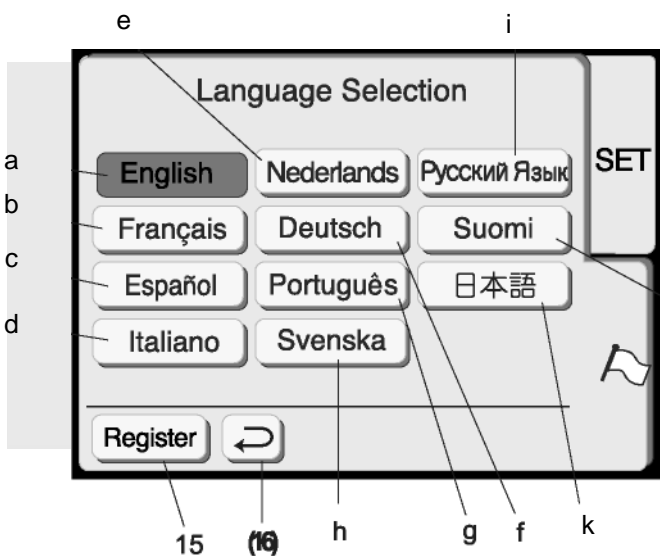 e i
Language Selection
a English Nederlands Русский Язык SET
b Français Deutsch Suomi
c Español Português 日本語
d Italiano Svenska
Register
15 (16) h g f k